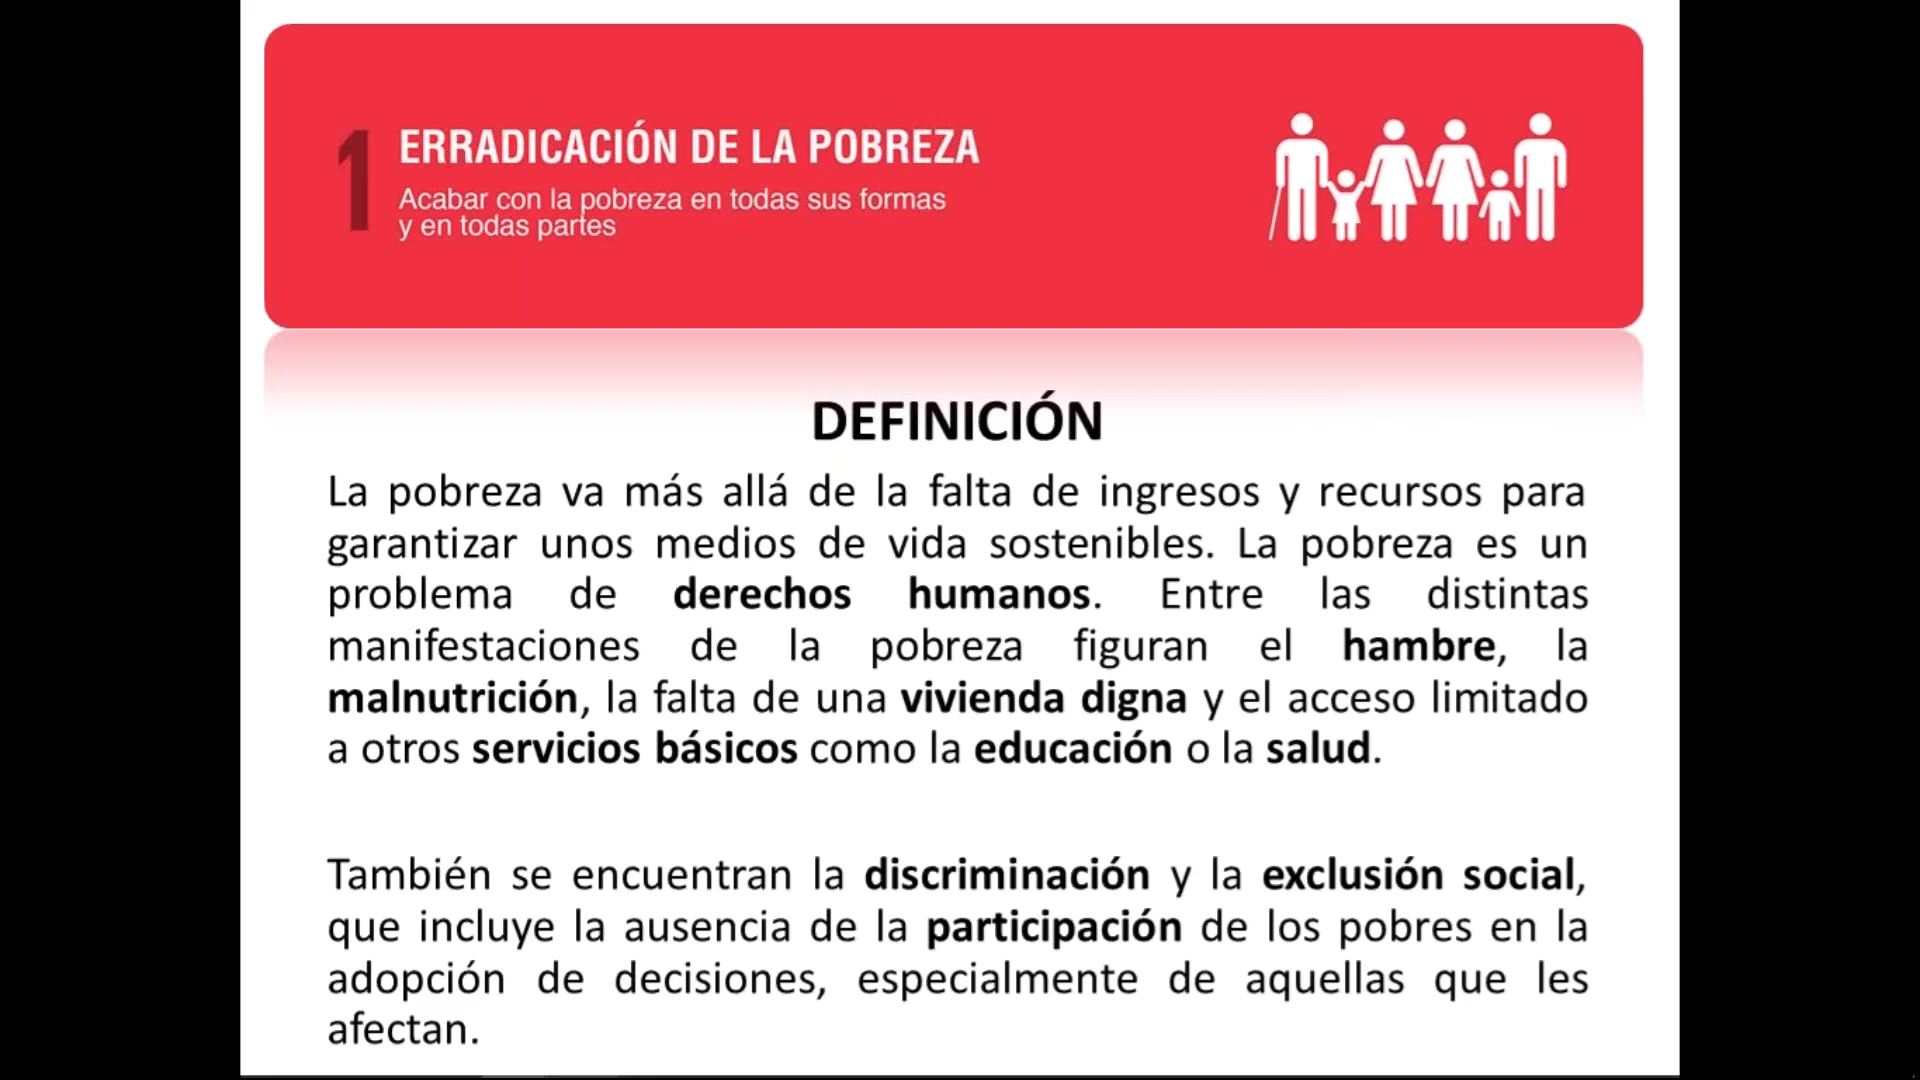 1
ERRADICACIÓN DE LA POBREZA
Acabar con la pobreza en todas sus formas
y en todas partes
DEFINICIÓN
La pobreza va más allá de la falta de ingresos y recursos para
garantizar unos medios de vida sostenibles. La pobreza es un
problema de derechos humanos. Entre las distintas
manifestaciones de la pobreza figuran el hambre, la
malnutrición, la falta de una vivienda digna y el acceso limitado
a otros servicios básicos como la educación o la salud.
También se encuentran la discriminación y la exclusión social,
que incluye la ausencia de la participación de los pobres en la
adopción de decisiones, especialmente de aquellas que les
afectan.